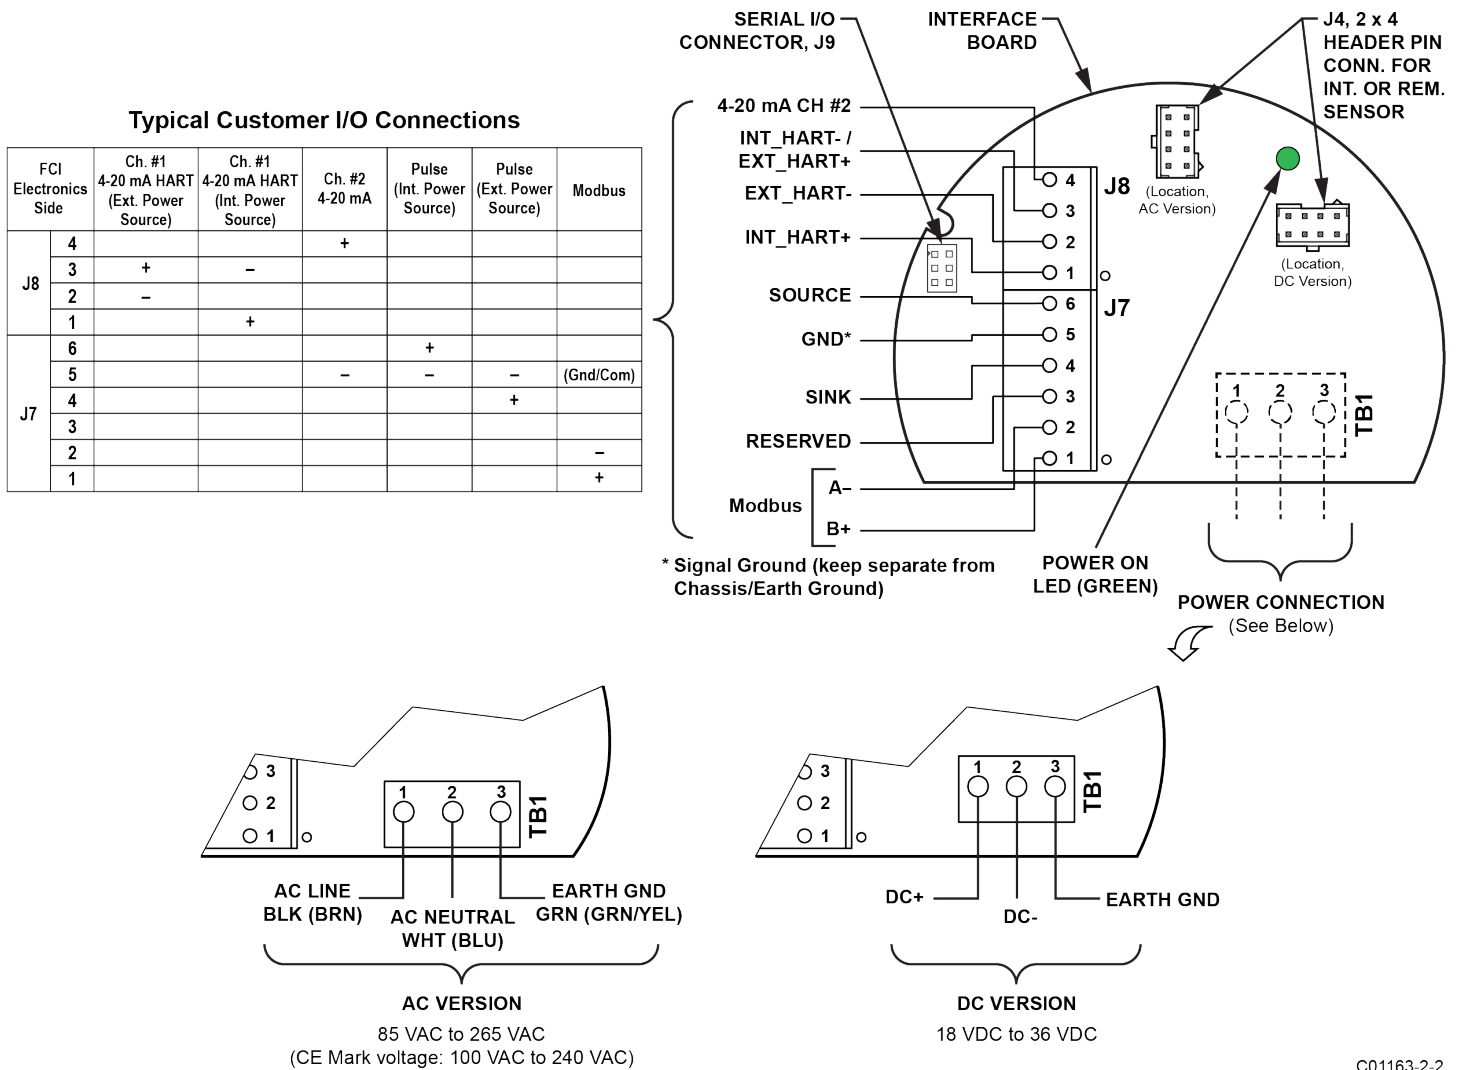 SERIAL I/O
CONNECTOR, J9
INTERFACE
BOARD
J4, 2 x 4
HEADER PIN
CONN. FOR
INT. OR REM.
SENSOR
Typical Customer I/O Connections
FCI
Electronics
Side
Ch. #1
4-20 mA HART
(Ext. Power
Source)
Ch. #1
4-20 mA HART
(Int. Power
Source)
Ch. #2
4-20 mA
Pulse
(Int. Power
Source)
Pulse
(Ext. Power
Source)
Modbus
J8
4 +
3 + –
2 –
1 +
J7
6 +
5 – – – (Gnd/Com)
4 +
3
2 –
1 +
4-20 mA CH #2
INT_HART- /
EXT_HART+
EXT_HART-
INT_HART+
SOURCE
GND*
SINK
RESERVED
Modbus
A–
B+
* Signal Ground (keep separate from
Chassis/Earth Ground)
4
3
2
1
J8
6
5
4
3
2
1
J7
(Location,
AC Version)
(Location,
DC Version)
1 2 3
TB1
POWER ON
LED (GREEN)
POWER CONNECTION
(See Below)
3
2
1
1 2 3
TB1
AC LINE
BLK (BRN)
AC NEUTRAL
WHT (BLU)
EARTH GND
GRN (GRN/YEL)
AC VERSION
85 VAC to 265 VAC
(CE Mark voltage: 100 VAC to 240 VAC)
3
2
1
1 2 3
TB1
DC+
DC-
EARTH GND
DC VERSION
18 VDC to 36 VDC
C01163-2-2